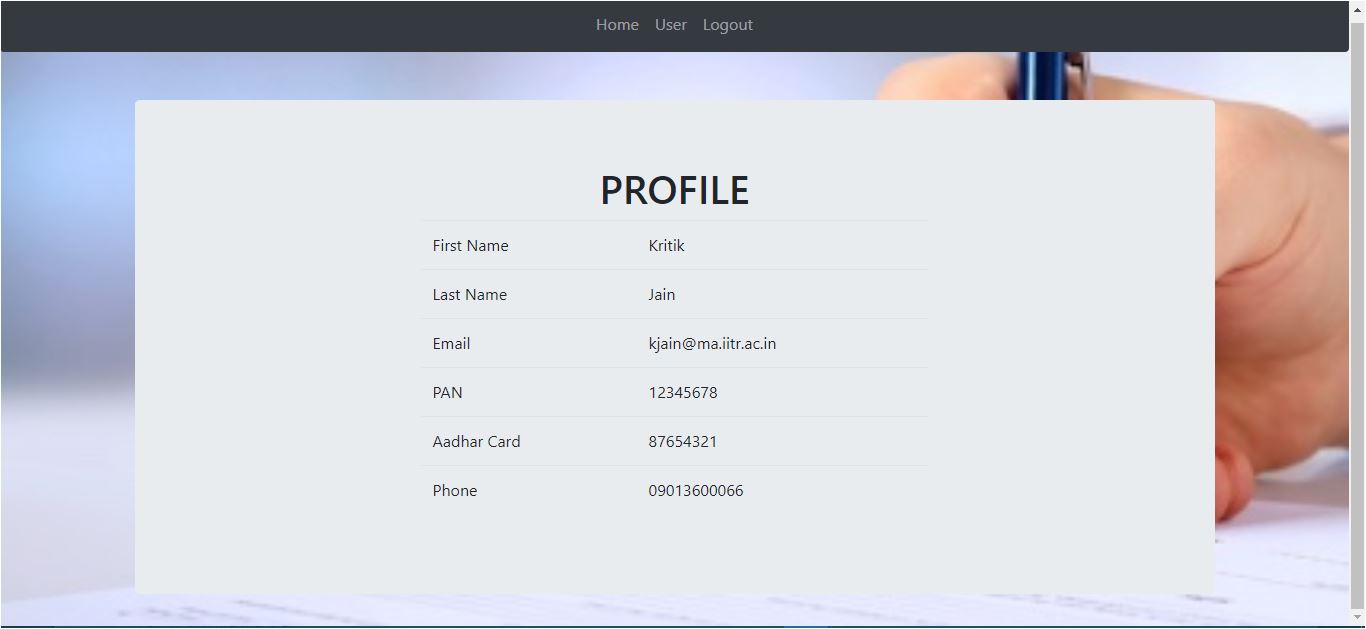 Home User Logout
PROFILE
First Name Kritik
Last Name Jain
Email kjain@ma.iitr.ac.in
PAN 12345678
Aadhar Card 87654321
Phone 09013600066